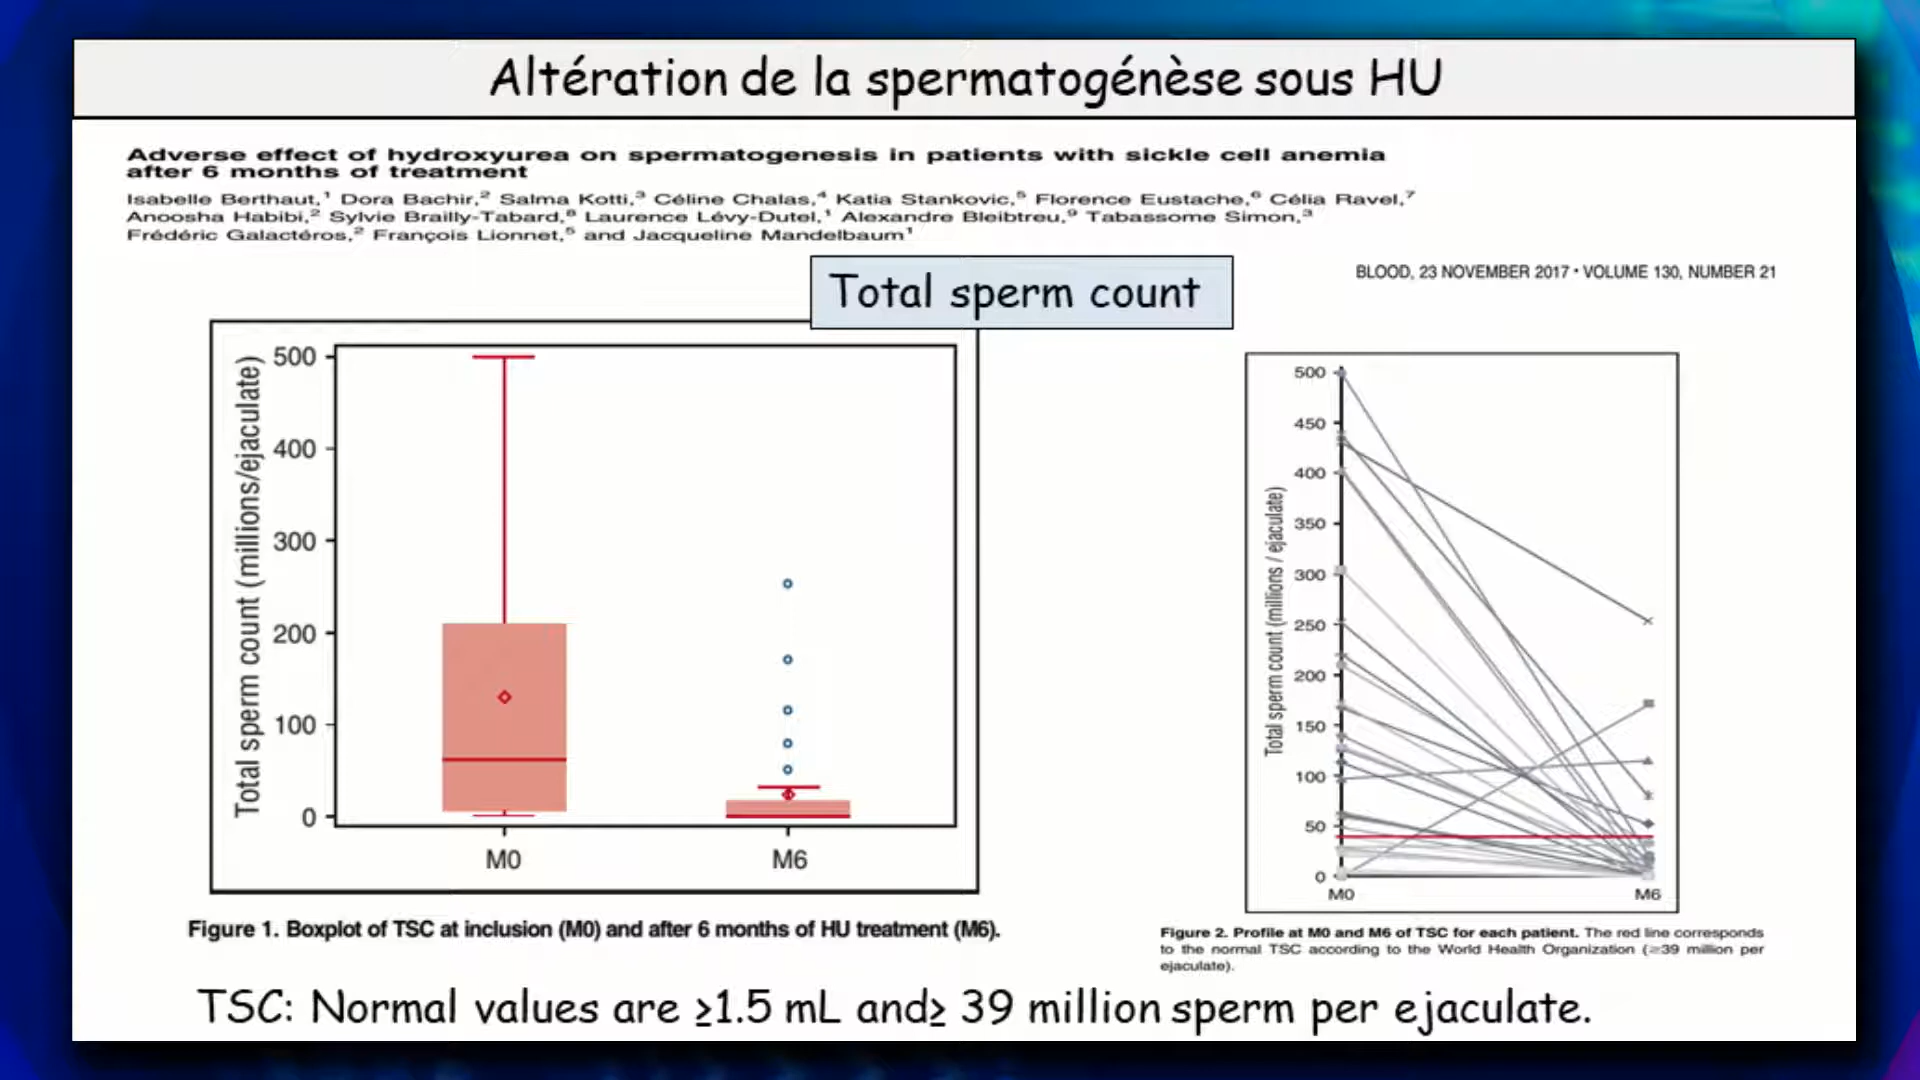 Altération de la spermatogénèse sous HU
Adverse effect of hydroxyurea on spermatogenesis in patients with sickle cell anemia
after 6 months of treatment
Isabelle Berthaut,¹ Dora Bachir,² Salma Kotti,³ Céline Chalas,⁴ Katia Stankovic,⁵ Florence Eustache,⁶ Célia Ravel,⁷
Anoosha Habibi,² Sylvie Brailly-Tabard,⁸ Laurence Lévy-Dutel,¹ Alexandre Bleibtreu,⁹ Tabassome Simon,³
Frédéric Galactéros,² François Lionnet,⁵ and Jacqueline Mandelbaum¹
BLOOD, 23 NOVEMBER 2017 • VOLUME 130, NUMBER 21
Total sperm count
Total sperm count (millions/ejaculate)
500
400
300
200
100
0
M0 M6
Figure 1. Boxplot of TSC at inclusion (M0) and after 6 months of HU treatment (M6).
Total sperm count (millions / ejaculate)
500
450
400
350
300
250
200
150
100
50
0
M0 M6
Figure 2. Profile at M0 and M6 of TSC for each patient. The red line corresponds
to the normal TSC according to the World Health Organization (≥39 million per
ejaculate).
TSC: Normal values are ≥1.5 mL and≥ 39 million sperm per ejaculate.